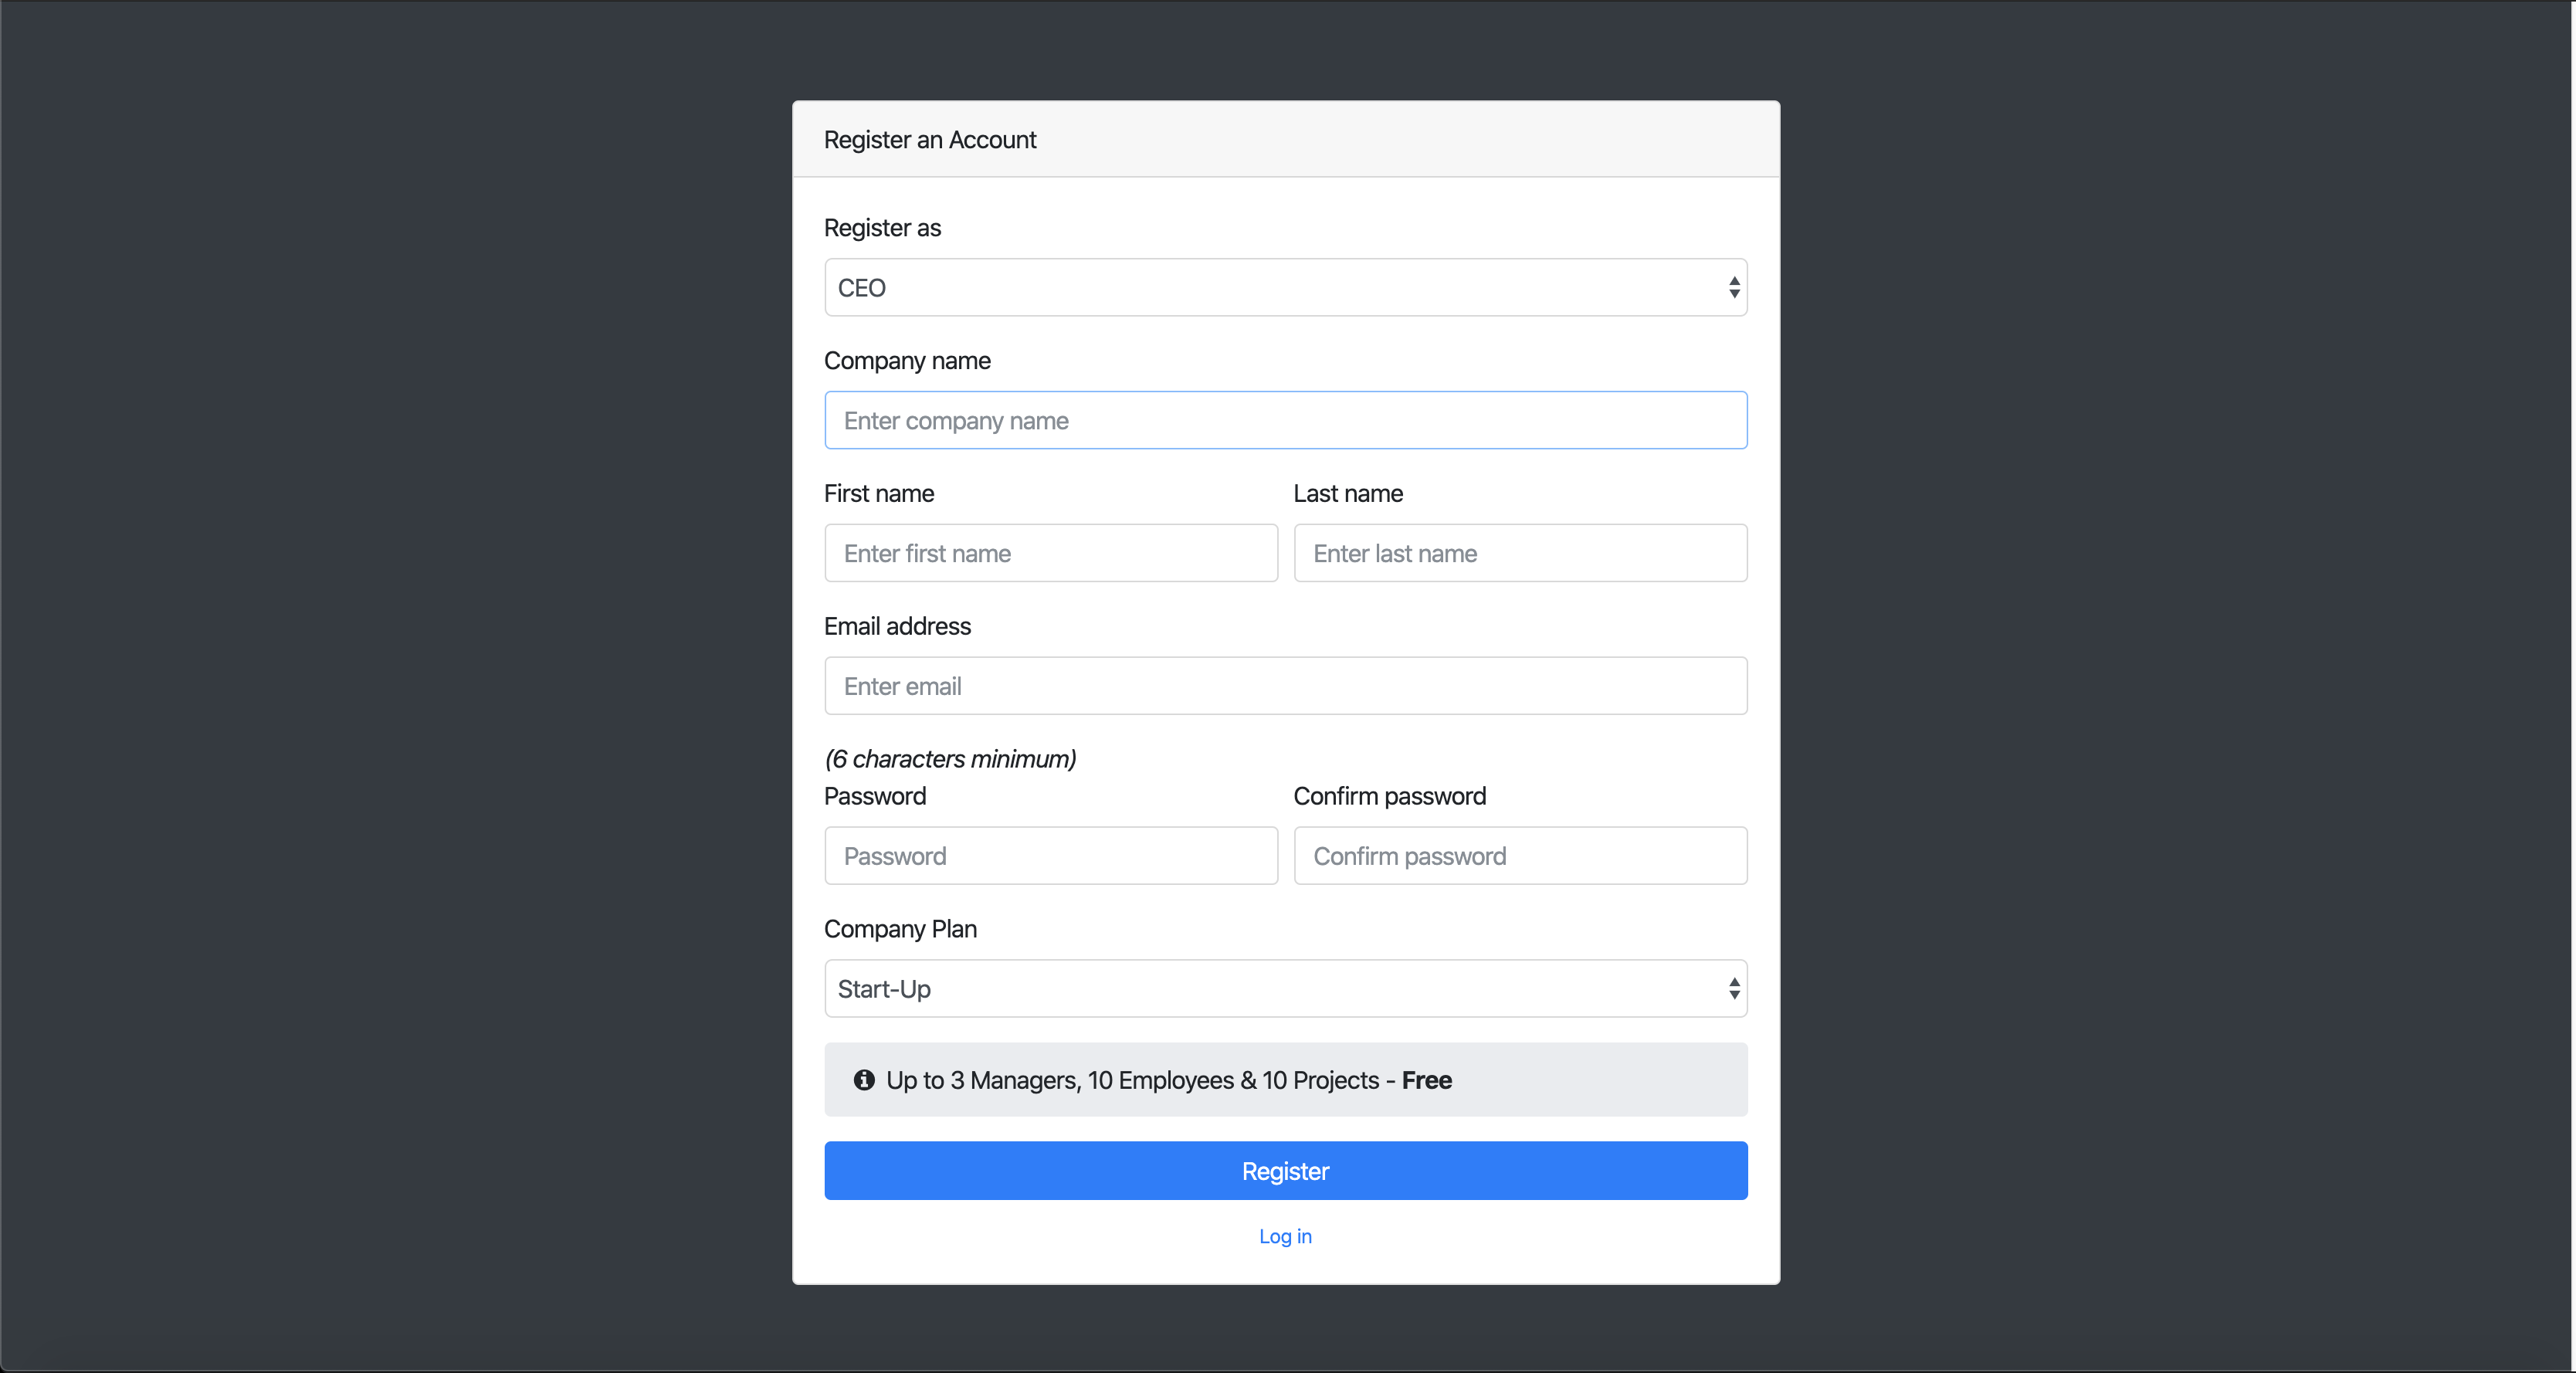 Register an Account
Register as
CEO
Company name
Enter company name
First name Last name
Enter first name Enter last name
Email address
Enter email
(6 characters minimum)
Password Confirm password
Password Confirm password
Company Plan
Start-Up
Up to 3 Managers, 10 Employees & 10 Projects - Free
Register
Log in